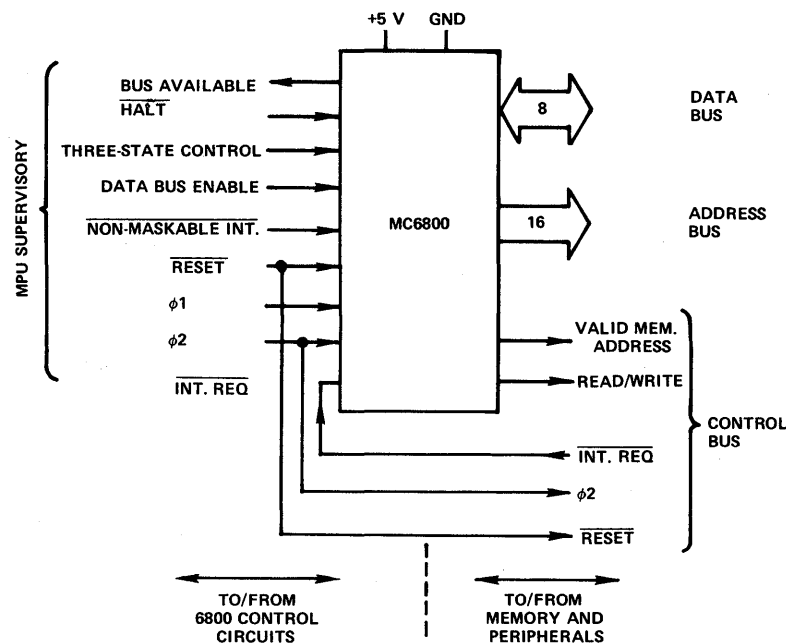 +5 V GND
MPU SUPERVISORY
BUS AVAILABLE
HALT
THREE-STATE CONTROL
DATA BUS ENABLE
NON-MASKABLE INT.
RESET
ϕ1
ϕ2
INT. REQ
MC6800
8
DATA
BUS
16
ADDRESS
BUS
VALID MEM.
ADDRESS
READ/WRITE
INT. REQ
ϕ2
RESET
CONTROL
BUS
TO/FROM
6800 CONTROL
CIRCUITS
TO/FROM
MEMORY AND
PERIPHERALS